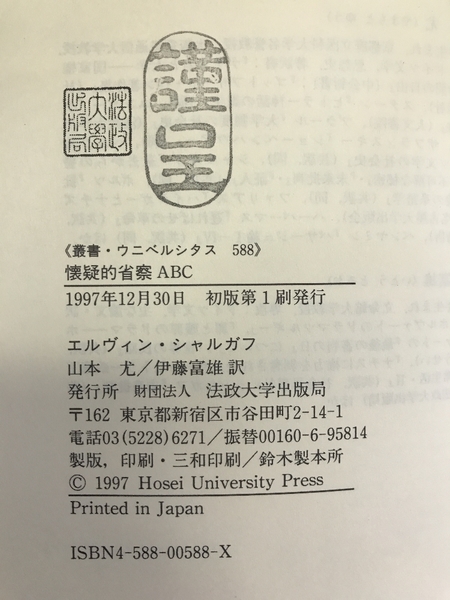 謹呈
法政
大學
出版局
《叢書・ウニベルシタス 588》
懐疑的省察ABC
1997年12月30日 初版第1刷発行
エルヴィン・シャルガフ
山本 尤／伊藤富雄訳
発行所 財団法人 法政大学出版局
〒162 東京都新宿区市谷田町2-14-1
電話03(5228)6271／振替00160-6-95814
製版，印刷・三和印刷／鈴木製本所
© 1997 Hosei University Press
Printed in Japan
ISBN4-588-00588-X